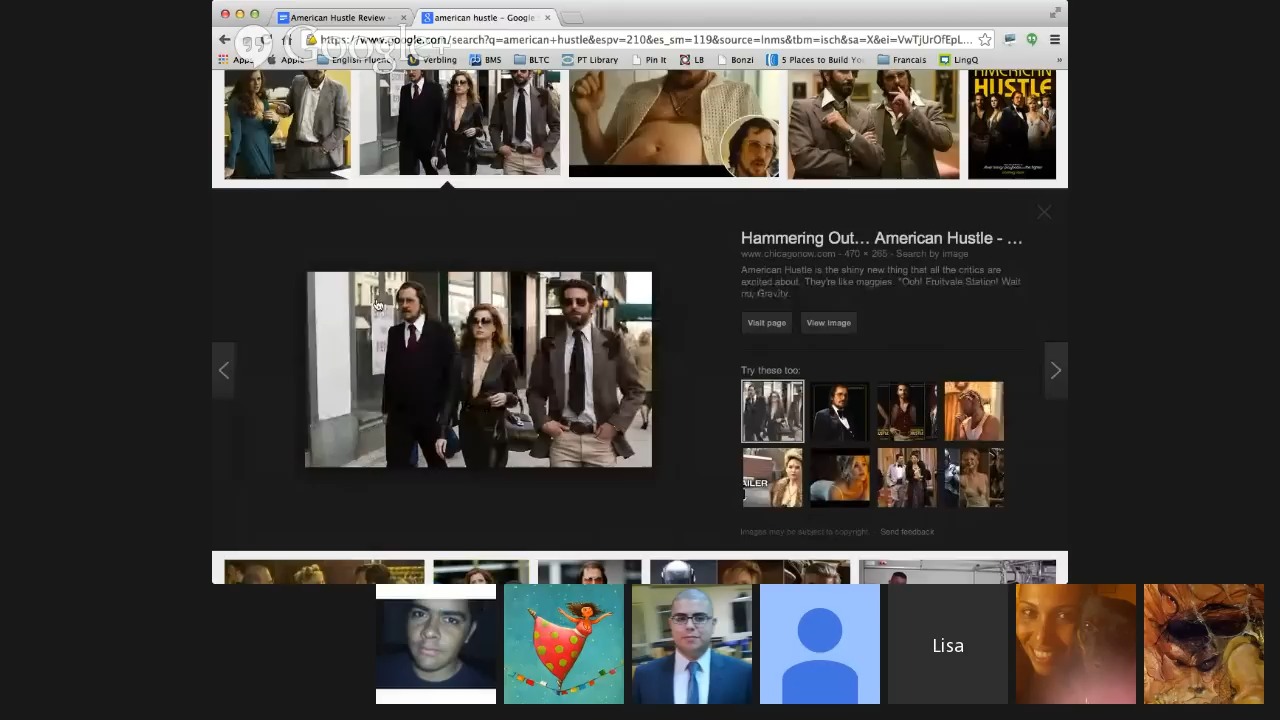 American Hustle Review -
american hustle - Google
https://www.google.com/search?q=american+hustle&espv=210&es_sm=119&source=lnms&tbm=isch&sa=X&ei=VwTjUrOfEpL...
Google+
Apps
Apple
English Fluency
Verbling
BMS
BLTC
PT Library
Pin It
LB
Bonzi
5 Places to Build Yo
Francais
LingQ
»
AMERICAN
HUSTLE
Hammering Out... American Hustle - ...
www.chicagonow.com - 470 × 265 - Search by image
American Hustle is the shiny new thing that all the critics are
excited about. They're like magpies. "Ooh! Fruitvale Station! Wait
no, Gravity.
Visit page
View image
Try these too:
AILER
Images may be subject to copyright.
Send feedback
Lisa